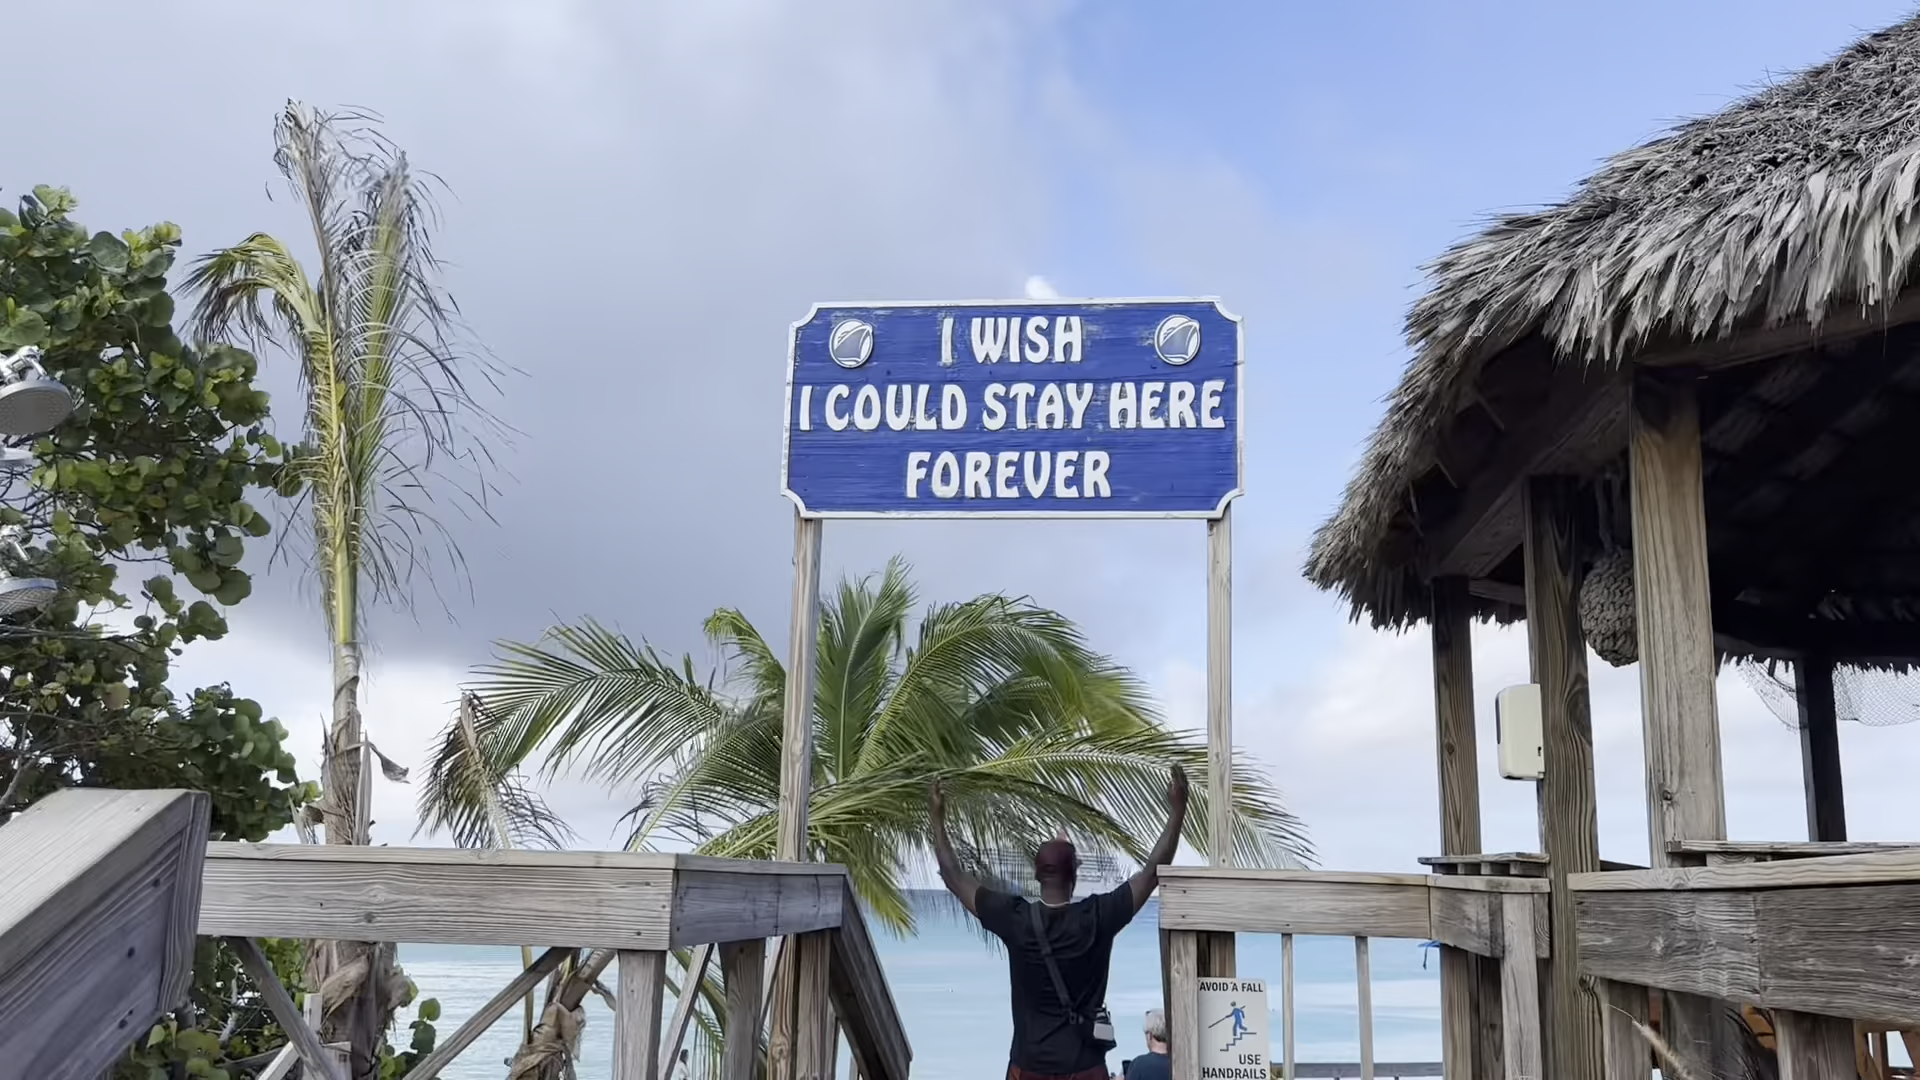 I WISH
I COULD STAY HERE
FOREVER
AVOID A FALL
USE
HANDRAILS